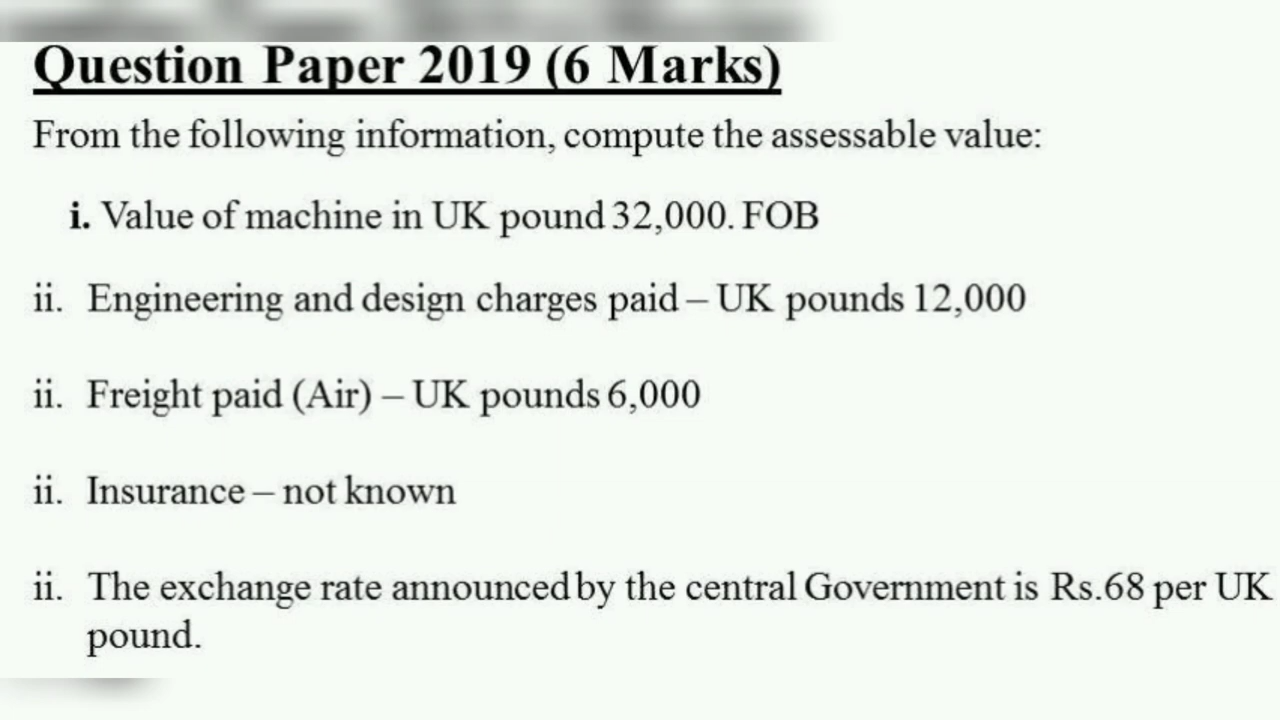 Question Paper 2019 (6 Marks)
From the following information, compute the assessable value:
i. Value of machine in UK pound 32,000. FOB
ii. Engineering and design charges paid – UK pounds 12,000
ii. Freight paid (Air) – UK pounds 6,000
ii. Insurance – not known
ii. The exchange rate announced by the central Government is Rs.68 per UK
pound.